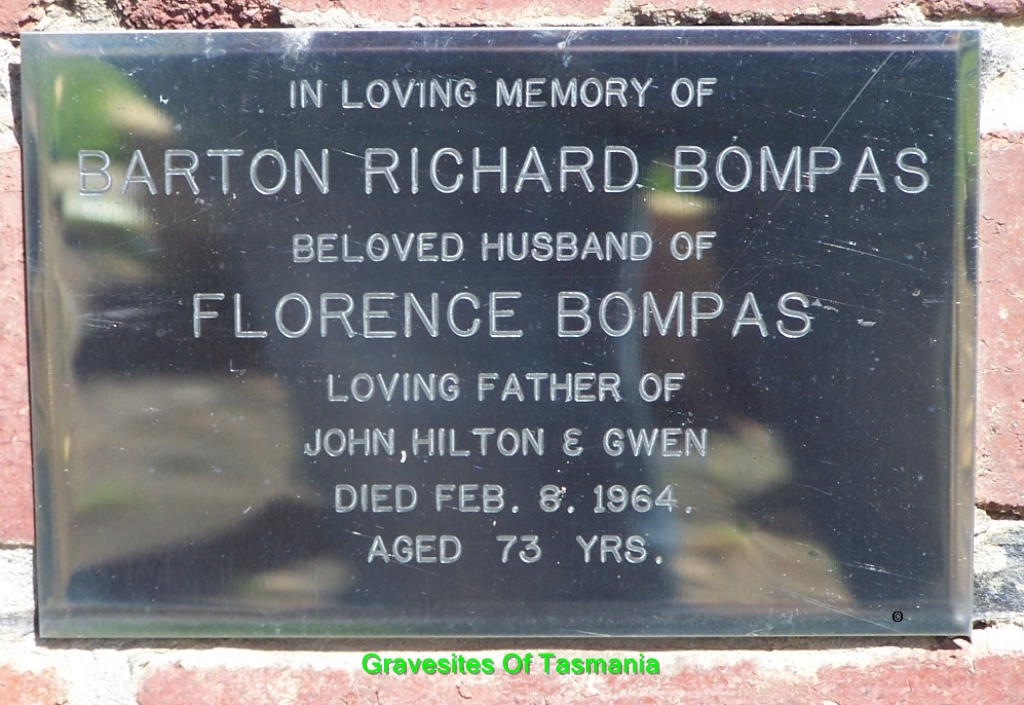 IN LOVING MEMORY OF
BARTON RICHARD BOMPAS
BELOVED HUSBAND OF
FLORENCE BOMPAS
LOVING FATHER OF
JOHN, HILTON & GWEN
DIED FEB. 8. 1964.
AGED 73 YRS.
Gravesites Of Tasmania